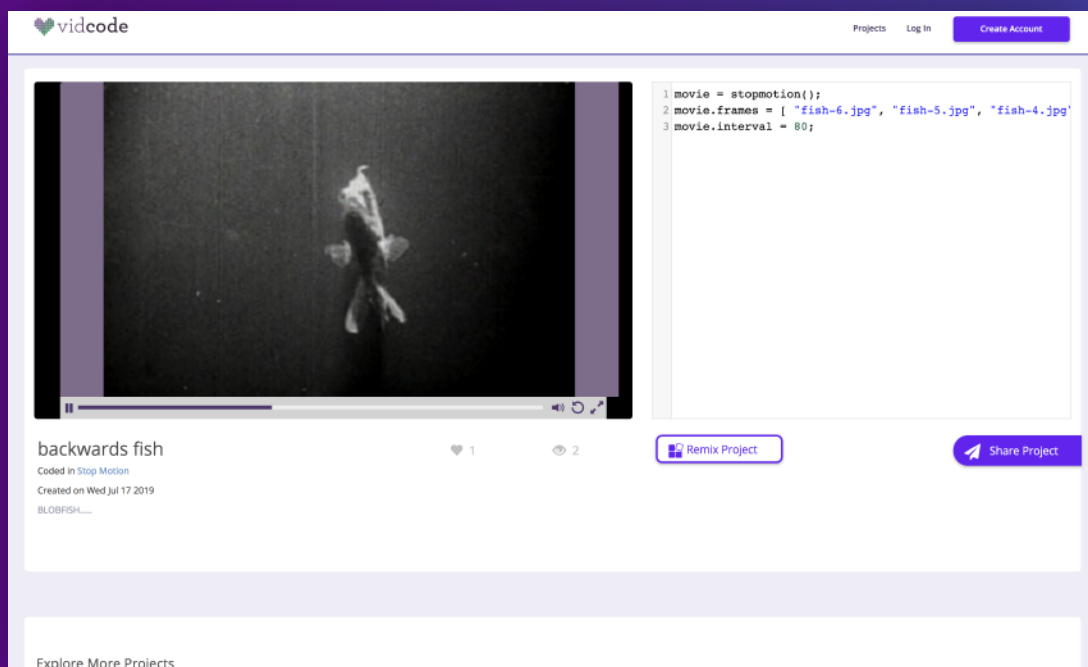 vidcode
Projects Log In Create Account
1 movie = stopmotion();
2 movie.frames = [ "fish-6.jpg", "fish-5.jpg", "fish-4.jpg"
3 movie.interval = 80;
backwards fish
1
2
Remix Project
Share Project
Coded in Stop Motion
Created on Wed Jul 17 2019
BLOBFISH.....
Explore More Projects